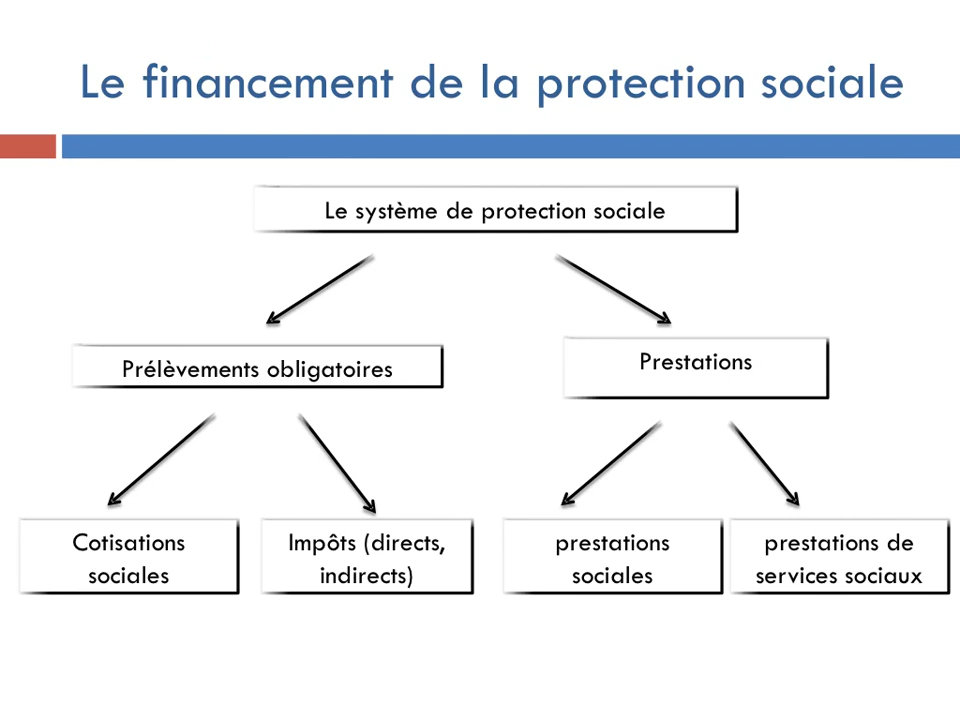 Le financement de la protection sociale
Le système de protection sociale
Prélèvements obligatoires
Prestations
Cotisations
sociales
Impôts (directs,
indirects)
prestations
sociales
prestations de
services sociaux